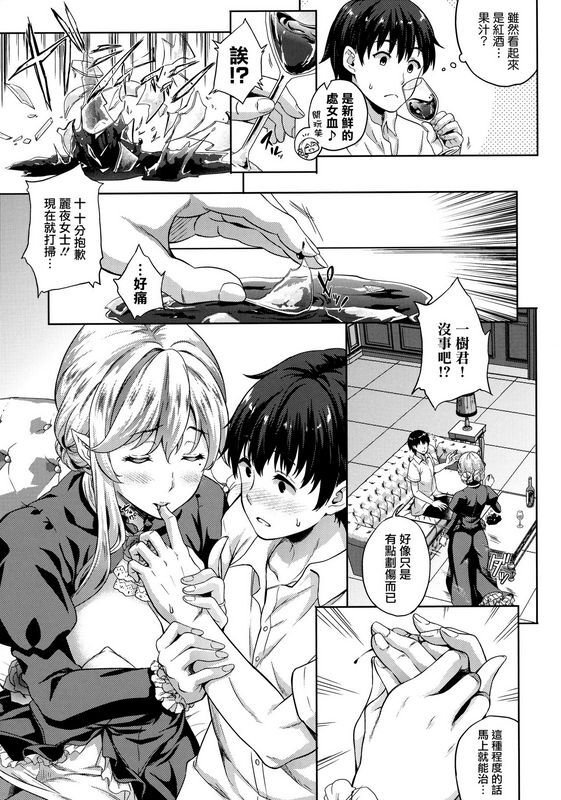 雖然看起來
是紅酒…
果汁？
是新鮮的
處女血♪
開玩笑
誒!?
十 十分抱歉
麗夜女士!!
現在就打掃…
…好痛
一樹君！
沒事吧!?
好像只是
有點劃傷而已
這種程度的話
馬上就能治…